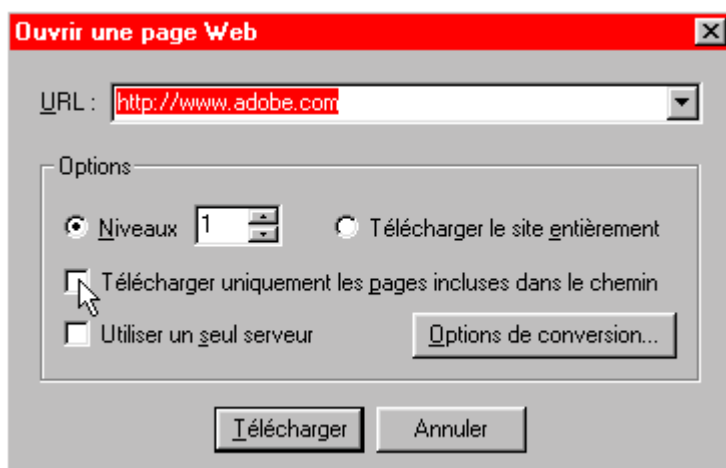 Ouvrir une page Web
URL : http://www.adobe.com
Options
Niveaux 1 Télécharger le site entièrement
Télécharger uniquement les pages incluses dans le chemin
Utiliser un seul serveur Options de conversion...
Télécharger Annuler